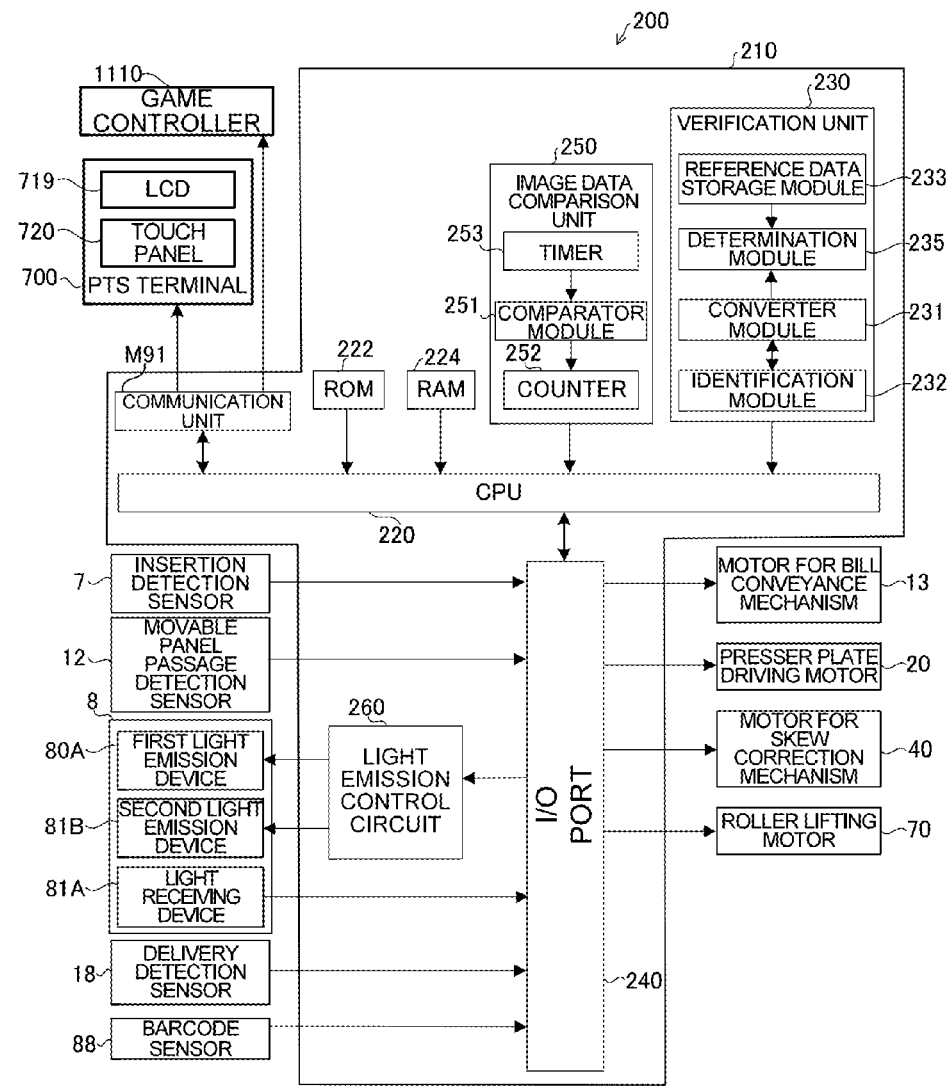 200
210
1110
GAME
CONTROLLER
719
LCD
720
TOUCH
PANEL
700
PTS TERMINAL
M91
COMMUNICATION
UNIT
222
ROM
224
RAM
250
IMAGE DATA
COMPARISON
UNIT
253
TIMER
251
COMPARATOR
MODULE
252
COUNTER
230
VERIFICATION UNIT
REFERENCE DATA
STORAGE MODULE
233
DETERMINATION
MODULE
235
CONVERTER
MODULE
231
IDENTIFICATION
MODULE
232
CPU
220
7
INSERTION
DETECTION
SENSOR
12
MOVABLE
PANEL
PASSAGE
DETECTION
SENSOR
8
80A
FIRST LIGHT
EMISSION
DEVICE
81B
SECOND LIGHT
EMISSION
DEVICE
81A
LIGHT
RECEIVING
DEVICE
18
DELIVERY
DETECTION
SENSOR
88
BARCODE
SENSOR
260
LIGHT
EMISSION
CONTROL
CIRCUIT
I/O
PORT
240
MOTOR FOR BILL
CONVEYANCE
MECHANISM
13
PRESSER PLATE
DRIVING MOTOR
20
MOTOR FOR
SKEW
CORRECTION
MECHANISM
40
ROLLER LIFTING
MOTOR
70